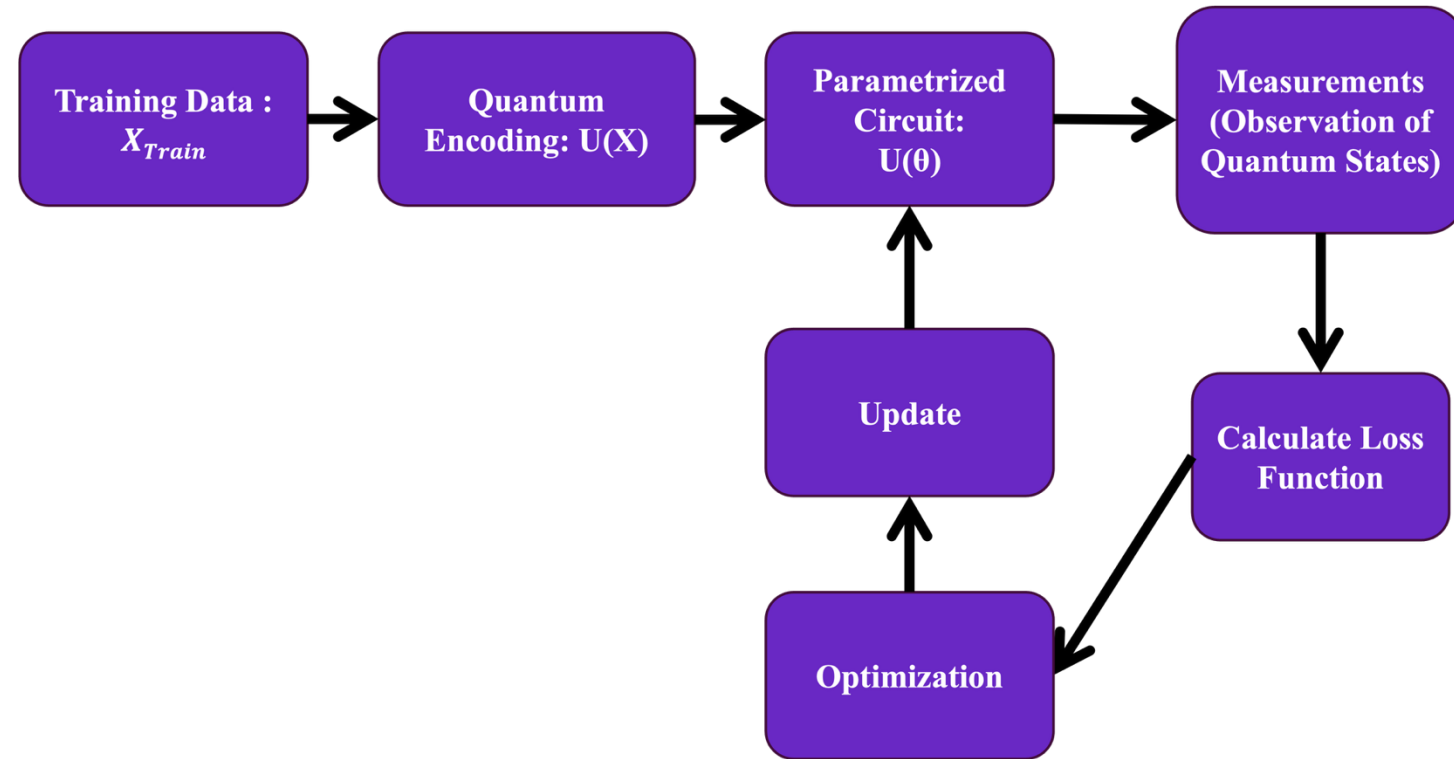 Training Data :
X_Train
Quantum
Encoding: U(X)
Parametrized
Circuit:
U(θ)
Measurements
(Observation of
Quantum States)
Update
Calculate Loss
Function
Optimization